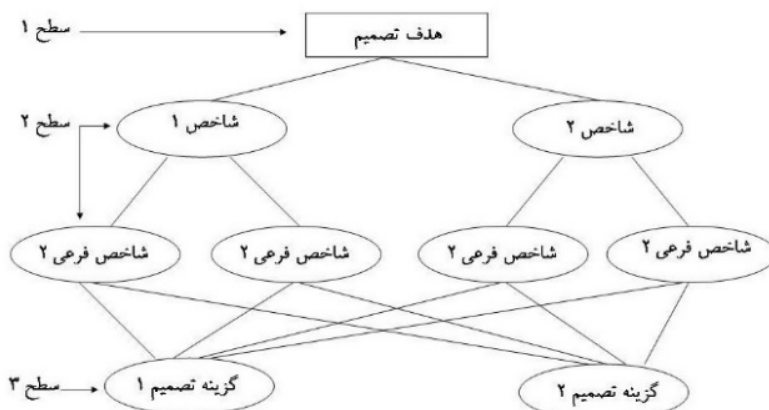 سطح ۱
هدف تصمیم
سطح ۲
شاخص ۱
شاخص ۲
شاخص فرعی ۲
شاخص فرعی ۲
شاخص فرعی ۲
شاخص فرعی ۲
سطح ۳
گزینه تصمیم ۱
گزینه تصمیم ۲